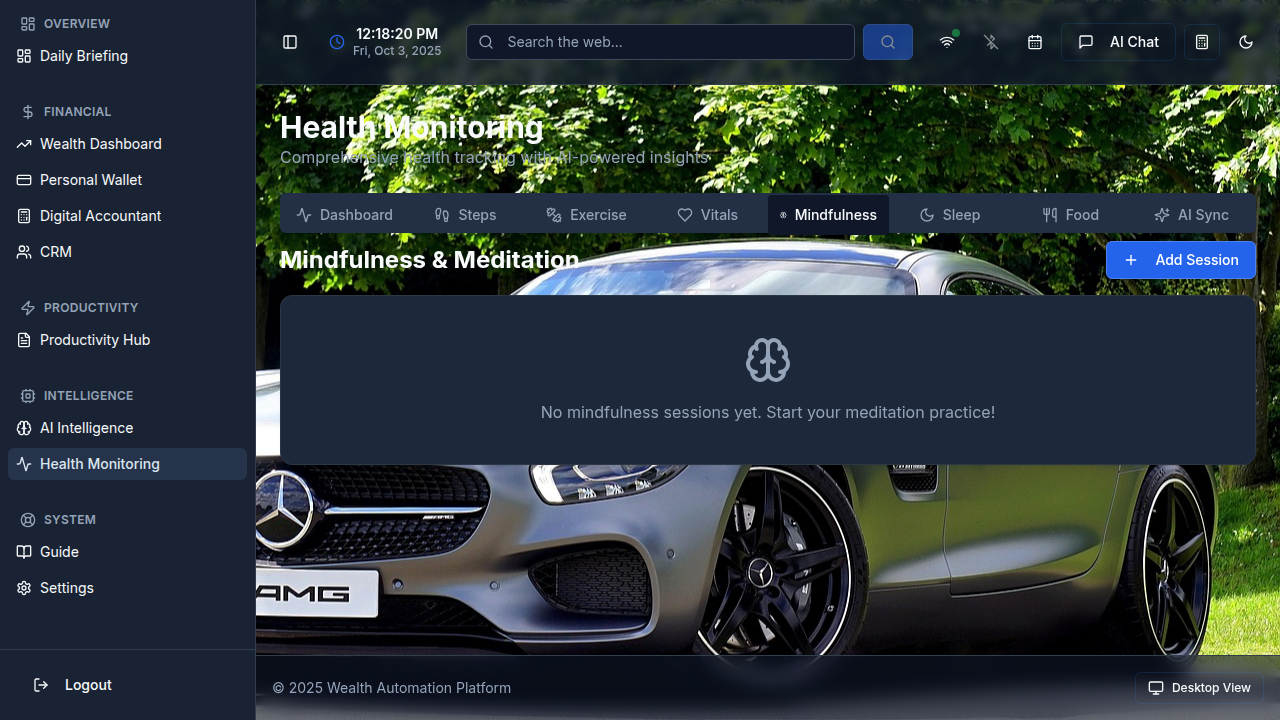 OVERVIEW
Daily Briefing
FINANCIAL
Wealth Dashboard
Personal Wallet
Digital Accountant
CRM
PRODUCTIVITY
Productivity Hub
INTELLIGENCE
AI Intelligence
Health Monitoring
SYSTEM
Guide
Settings
Logout
12:18:20 PM
Fri, Oct 3, 2025
Search the web...
AI Chat
Health Monitoring
Comprehensive health tracking with AI-powered insights
Dashboard Steps Exercise Vitals Mindfulness Sleep Food AI Sync
Mindfulness & Meditation
Add Session
No mindfulness sessions yet. Start your meditation practice!
AMG
AMG
© 2025 Wealth Automation Platform
Desktop View